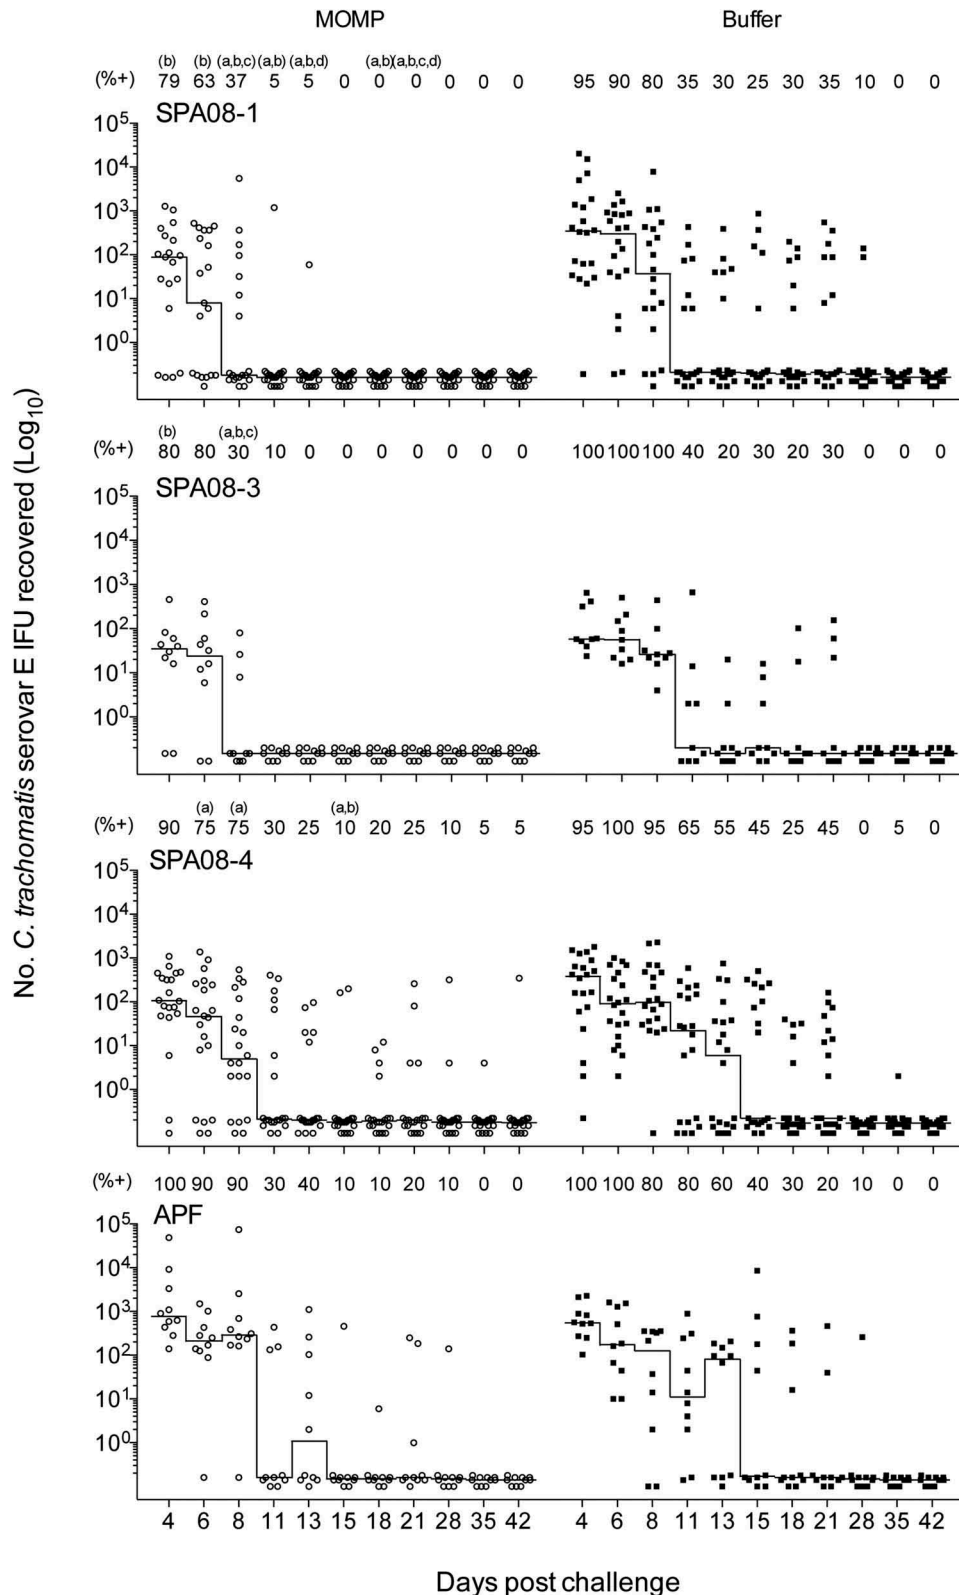 MOMP Buffer
(b) (b) (a,b,c) (a,b) (a,b,d) (a,b) (a,b,c,d)
(%+) 79 63 37 5 5 0 0 0 0 0 0 95 90 80 35 30 25 30 35 10 0 0
SPA08-1
10⁵
10⁴
10³
10²
10¹
10⁰
(b) (a,b,c)
(%+) 80 80 30 10 0 0 0 0 0 0 0 100 100 100 40 20 30 20 30 0 0 0
SPA08-3
10⁵
10⁴
10³
10²
10¹
10⁰
(a) (a) (a,b)
(%+) 90 75 75 30 25 10 20 25 10 5 5 95 100 95 65 55 45 25 45 0 5 0
SPA08-4
10⁵
10⁴
10³
10²
10¹
10⁰
(%+) 100 90 90 30 40 10 10 20 10 0 0 100 100 80 80 60 40 30 20 10 0 0
APF
10⁵
10⁴
10³
10²
10¹
10⁰
4 6 8 11 13 15 18 21 28 35 42 4 6 8 11 13 15 18 21 28 35 42
Days post challenge
No. C. trachomatis serovar E IFU recovered (Log₁₀)